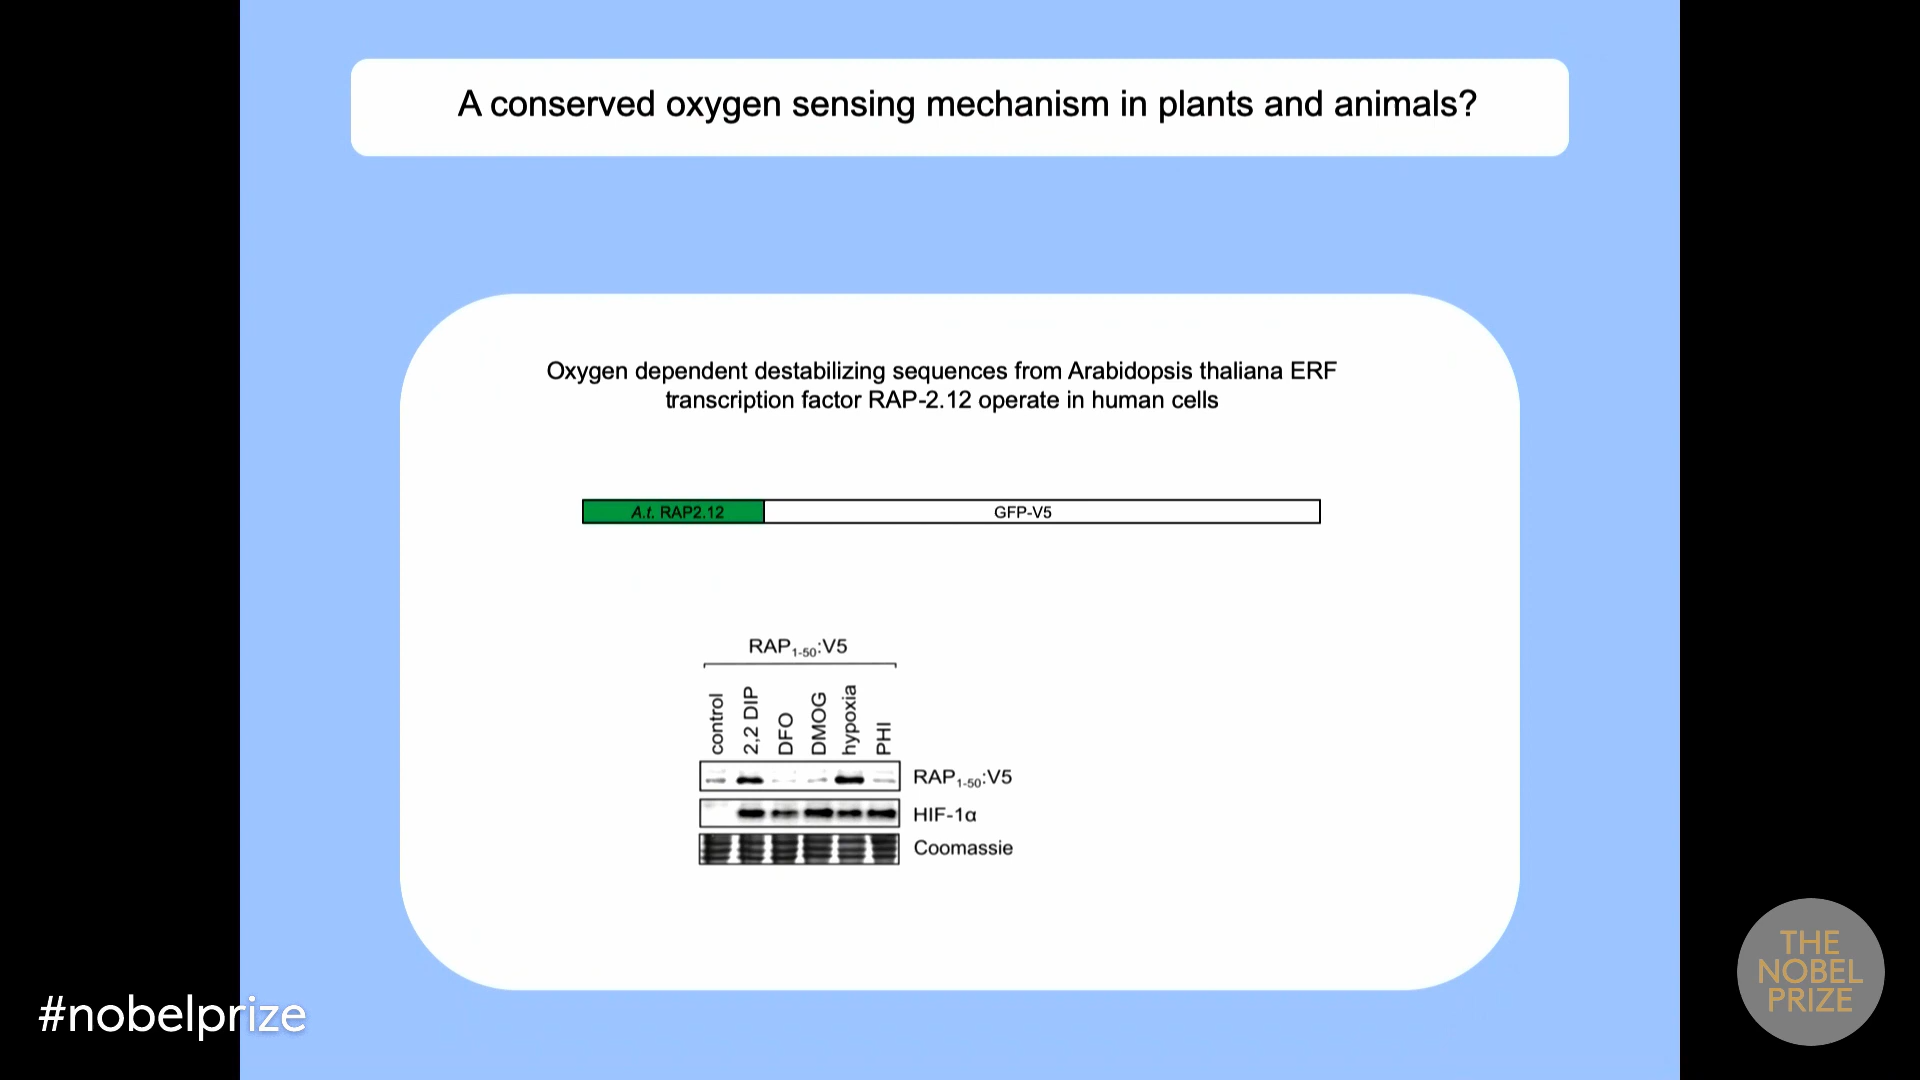 A conserved oxygen sensing mechanism in plants and animals?
Oxygen dependent destabilizing sequences from Arabidopsis thaliana ERF
transcription factor RAP-2.12 operate in human cells
A.t. RAP2.12
GFP-V5
RAP1-50:V5
control
2,2 DIP
DFO
DMOG
hypoxia
PHI
RAP1-50:V5
HIF-1α
Coomassie
#nobelprize
THE
NOBEL
PRIZE